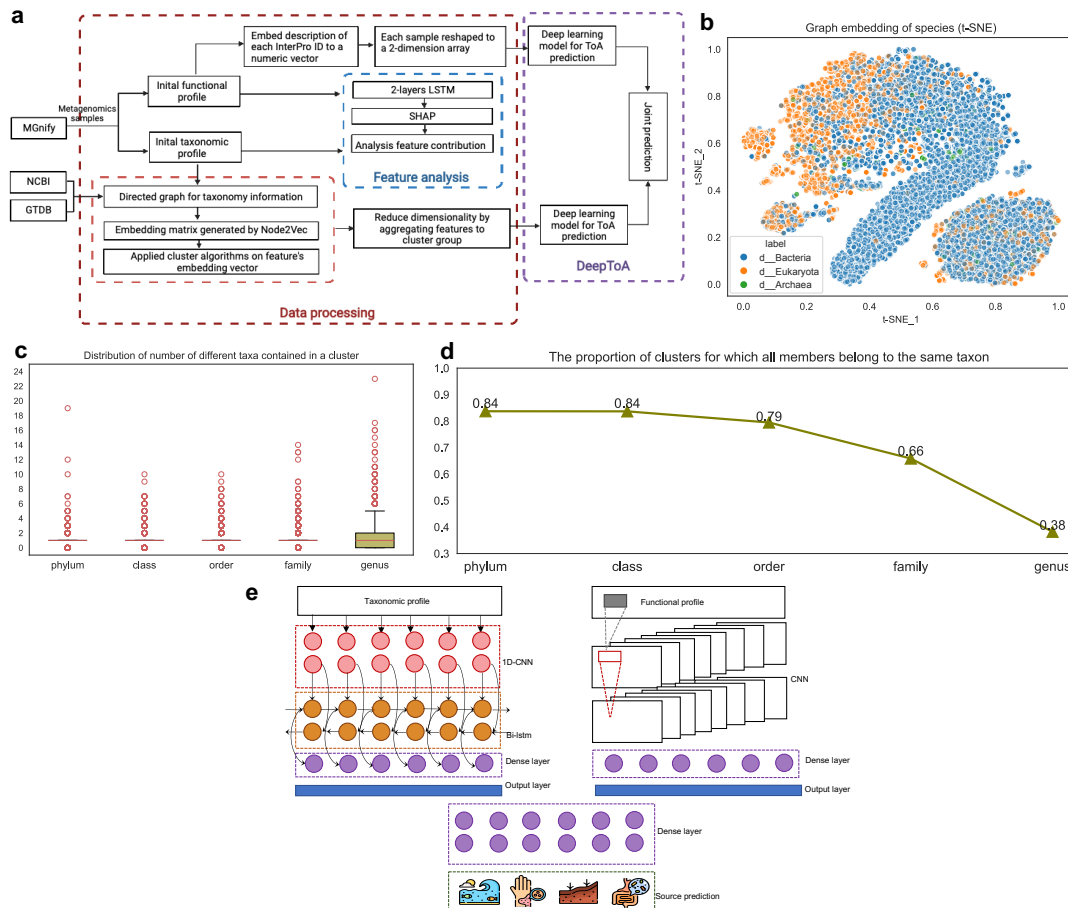 a
Embed description of
each InterPro ID to a
numeric vector
Each sample reshaped to
a 2-dimension array
Deep learning
model for ToA
prediction
Inital functional profile
2-layers LSTM
SHAP
Analysis feature contribution
Feature analysis
Metagenomics
samples
MGnify
Inital taxonomic profile
Joint prediction
NCBI
GTDB
Directed graph for taxonomy information
Embedding matrix generated by Node2Vec
Applied cluster algorithms on feature's
embedding vector
Reduce dimensionality by
aggregating features to
cluster group
Deep learning
model for ToA
prediction
DeepToA
Data processing
b
Graph embedding of species (t-SNE)
t-SNE_2
1.0
0.8
0.6
0.4
0.2
0.0
label
d__Bacteria
d__Eukaryota
d__Archaea
0.0 0.2 0.4 0.6 0.8 1.0
t-SNE_1
c
Distribution of number of different taxa contained in a cluster
24
22
20
18
16
14
12
10
8
6
4
2
0
phylum class order family genus
d
The proportion of clusters for which all members belong to the same taxon
1.0
0.9
0.8
0.7
0.6
0.5
0.4
0.3
0.84 0.84 0.79 0.66 0.38
phylum class order family genus
e
Taxonomic profile
1D-CNN
Bi-lstm
Dense layer
Output layer
Functional profile
CNN
Dense layer
Output layer
Dense layer
Source prediction